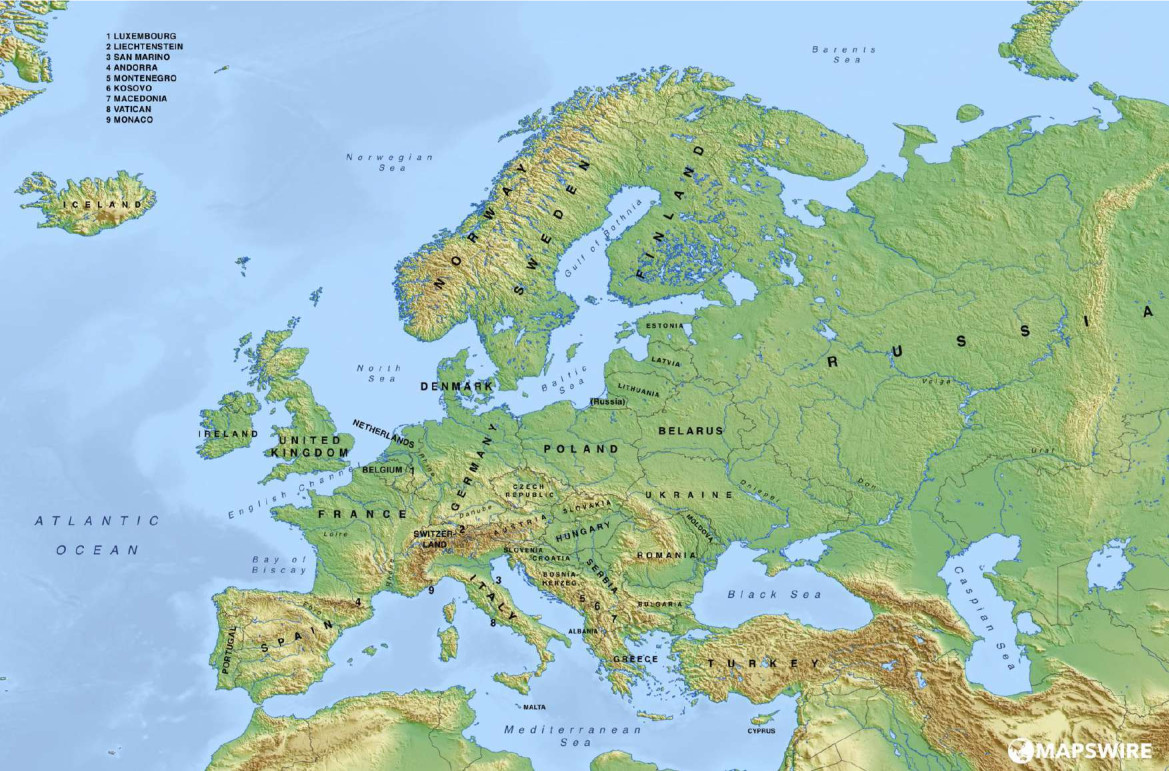 1 LUXEMBOURG
2 LIECHTENSTEIN
3 SAN MARINO
4 ANDORRA
5 MONTENEGRO
6 KOSOVO
7 MACEDONIA
8 VATICAN
9 MONACO
Barents
Sea
Norwegian
Sea
ICELAND
NORWAY
SWEDEN
FINLAND
Gulf of Bothnia
RUSSIA
ESTONIA
LATVIA
LITHUANIA
(Russia)
North
Sea
DENMARK
Baltic
Sea
Volga
IRELAND
UNITED
KINGDOM
NETHERLANDS
BELGIUM
1
Rhine
GERMANY
POLAND
BELARUS
Ural
English Channel
CZECH
REPUBLIC
UKRAINE
Dnieper
Don
ATLANTIC
OCEAN
FRANCE
Loire
Danube
SLOVAKIA
SWITZER-
LAND
2
AUSTRIA
HUNGARY
MOLDOVA
SLOVENIA
CROATIA
ROMANIA
Bay of
Biscay
9
ITALY
3
BOSNIA
HERZEG.
SERBIA
Black Sea
Caspian Sea
4
5
6
7
8
BULGARIA
PORTUGAL
SPAIN
ALBANIA
GREECE
TURKEY
MALTA
Mediterranean
Sea
CYPRUS
MAPSWIRE